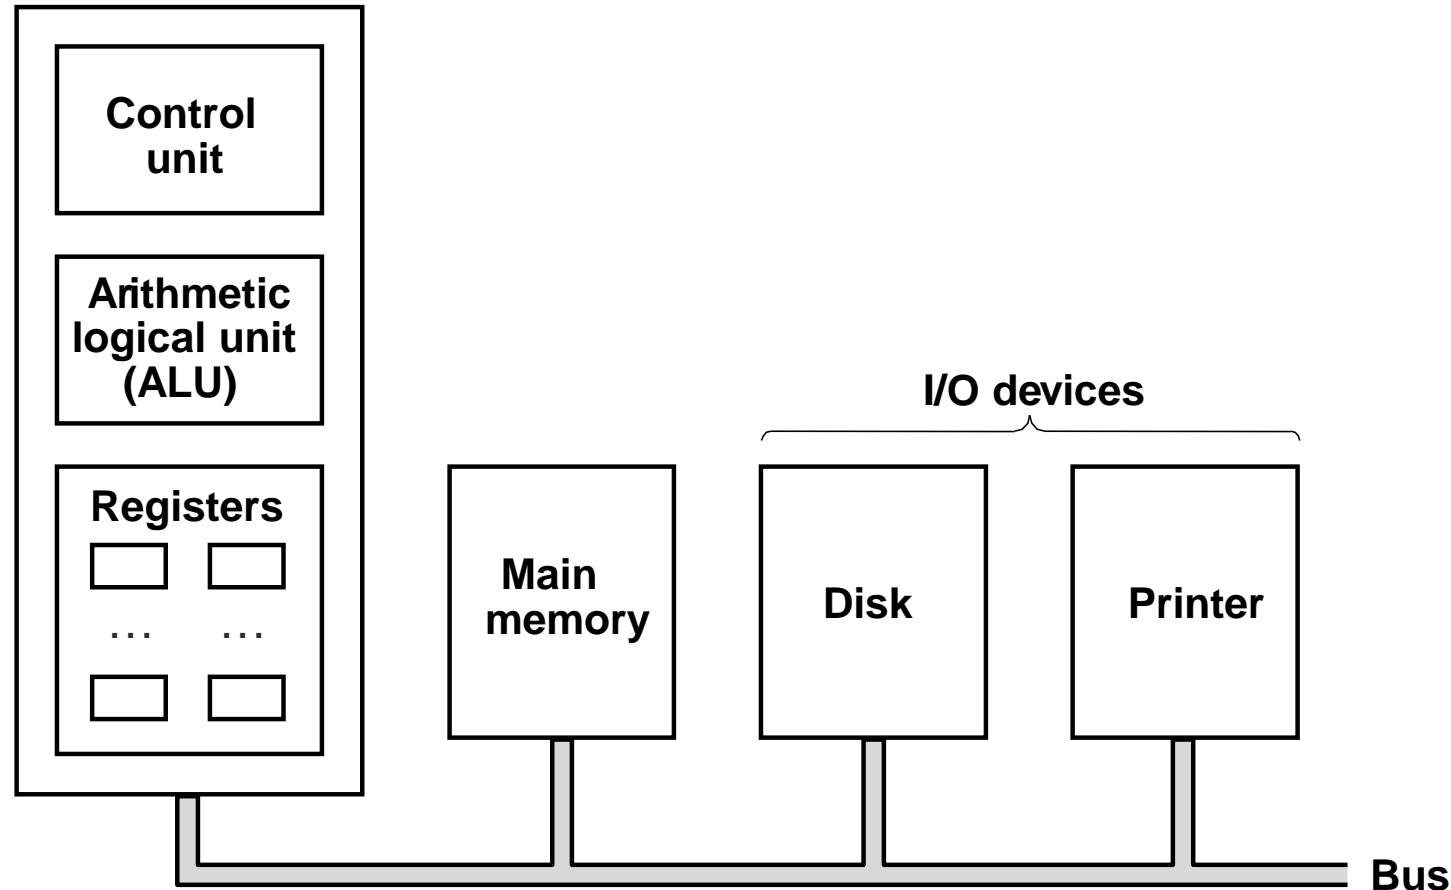 Control
unit
Arithmetic
logical unit
(ALU)
Registers
... ...
Main
memory
I/O devices
Disk
Printer
Bus